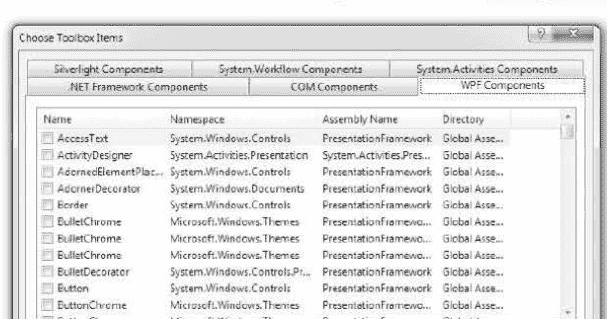 Choose Toolbox Items
Silverlight Components System.Workflow Components System.Activities Components
.NET Framework Components COM Components WPF Components
Name Namespace Assembly Name Directory
AccessText System.Windows.Controls PresentationFramework Global Asse...
ActivityDesigner System.Activities.Presentation System.Activities.Pres... Global Asse...
AdornedElementPlac... System.Windows.Controls PresentationFramework Global Asse...
AdornerDecorator System.Windows.Documents PresentationFramework Global Asse...
Border System.Windows.Controls PresentationFramework Global Asse...
BulletChrome Microsoft.Windows.Themes PresentationFramewo... Global Asse...
BulletChrome Microsoft.Windows.Themes PresentationFramewo... Global Asse...
BulletChrome Microsoft.Windows.Themes PresentationFramewo... Global Asse...
BulletDecorator System.Windows.Controls.Pr... PresentationFramework Global Asse...
Button System.Windows.Controls PresentationFramework Global Asse...
ButtonChrome Microsoft.Windows.Themes PresentationFramewo... Global Asse...